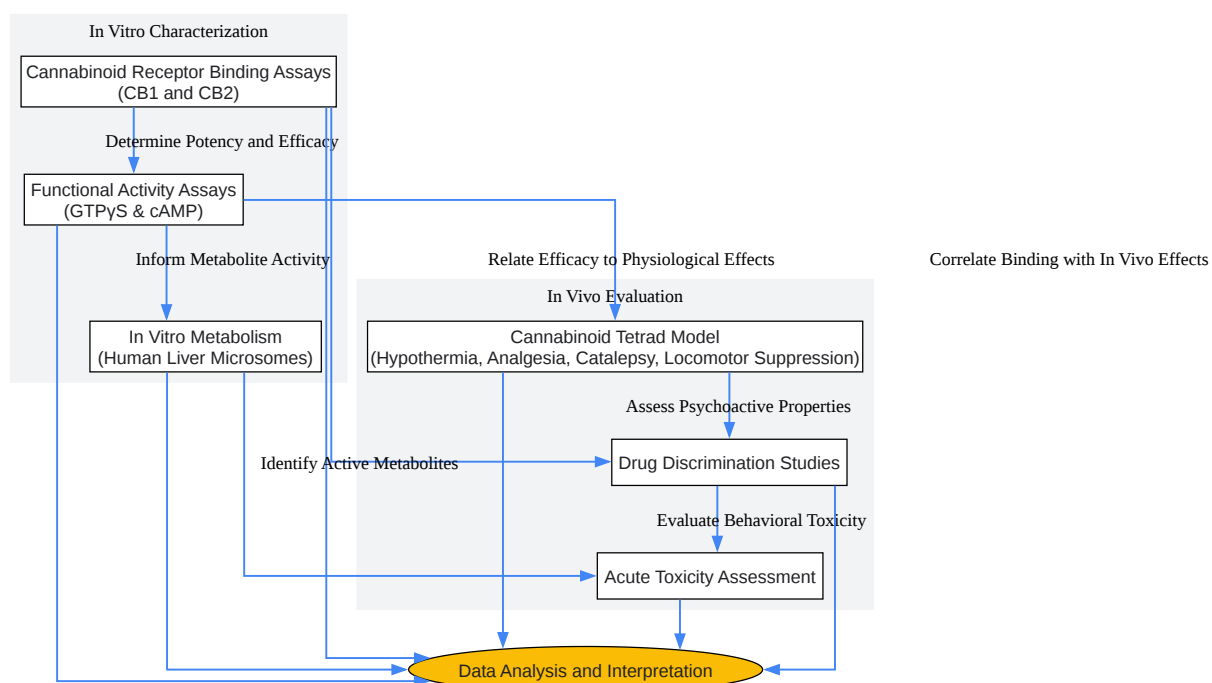 In Vitro Characterization
Cannabinoid Receptor Binding Assays
(CB1 and CB2)
Determine Potency and Efficacy
Functional Activity Assays
(GTPγS & cAMP)
Inform Metabolite Activity
Relate Efficacy to Physiological Effects
Correlate Binding with In Vivo Effects
In Vivo Evaluation
In Vitro Metabolism
(Human Liver Microsomes)
Cannabinoid Tetrad Model
(Hypothermia, Analgesia, Catalepsy, Locomotor Suppression)
Assess Psychoactive Properties
Identify Active Metabolites
Drug Discrimination Studies
Evaluate Behavioral Toxicity
Acute Toxicity Assessment
Data Analysis and Interpretation